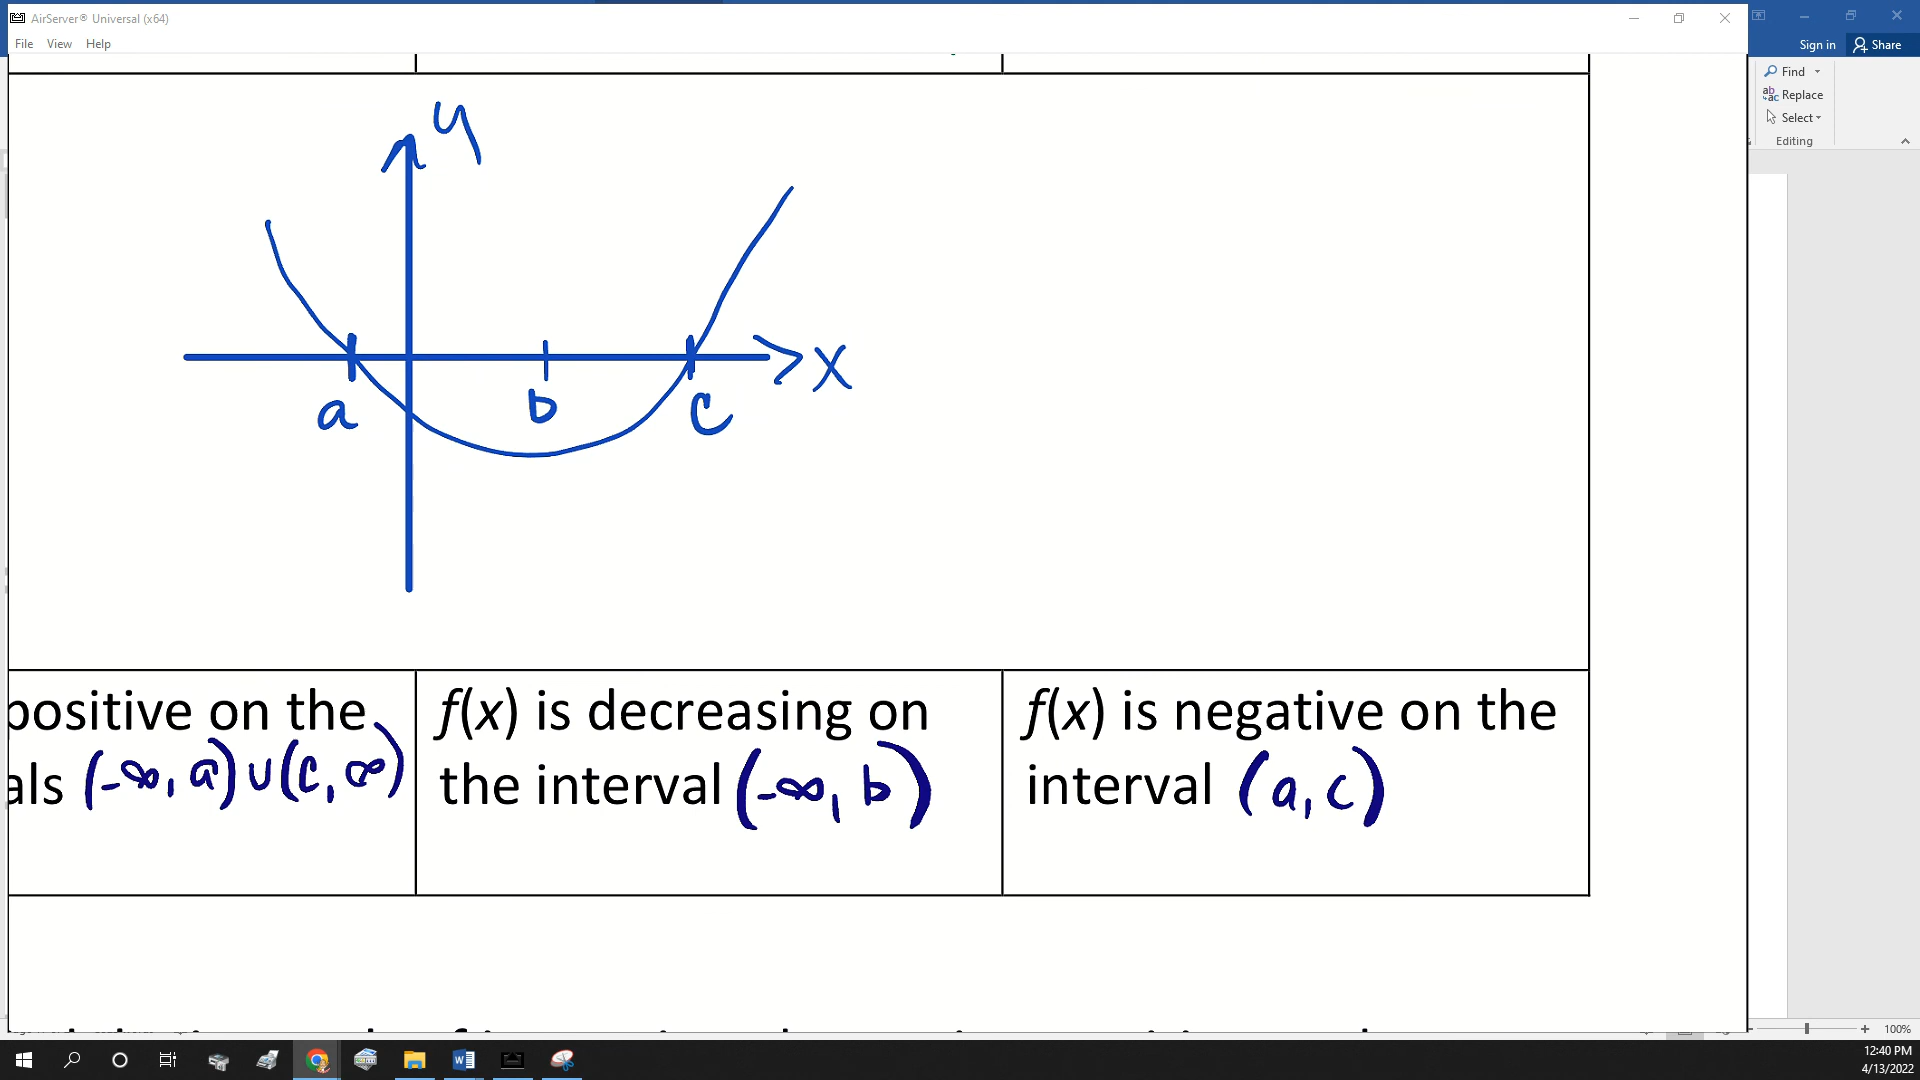 AirServer® Universal (x64)
File View Help
Sign in Share
Find
Replace
Select
Editing
y
x
a b c
positive on the
als (-∞, a) ∪ (c, ∞)
f(x) is decreasing on
the interval (-∞, b)
f(x) is negative on the
interval (a, c)
100%
12:40 PM
4/13/2022